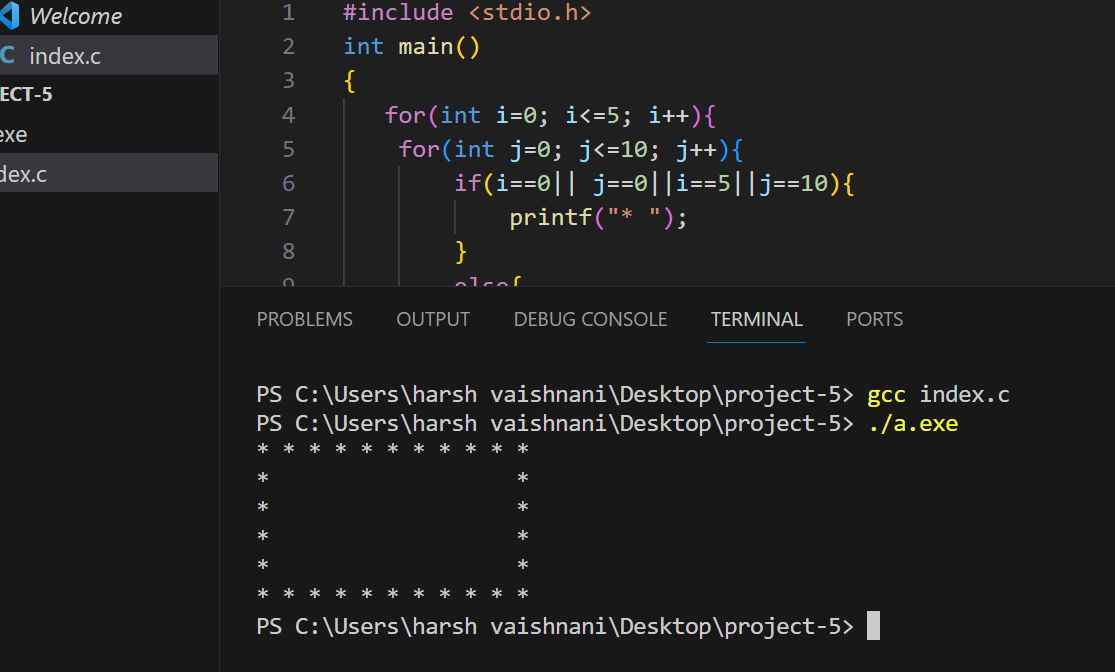 Welcome
C index.c
ECT-5
exe
dex.c
1 #include <stdio.h>
2 int main()
3 {
4 for(int i=0; i<=5; i++){
5 for(int j=0; j<=10; j++){
6 if(i==0|| j==0||i==5||j==10){
7 printf("* ");
8 }
9 else{
PROBLEMS OUTPUT DEBUG CONSOLE TERMINAL PORTS
PS C:\Users\harsh vaishnani\Desktop\project-5> gcc index.c
PS C:\Users\harsh vaishnani\Desktop\project-5> ./a.exe
* * * * * * * * * * *
*                   *
*                   *
*                   *
*                   *
* * * * * * * * * * *
PS C:\Users\harsh vaishnani\Desktop\project-5>